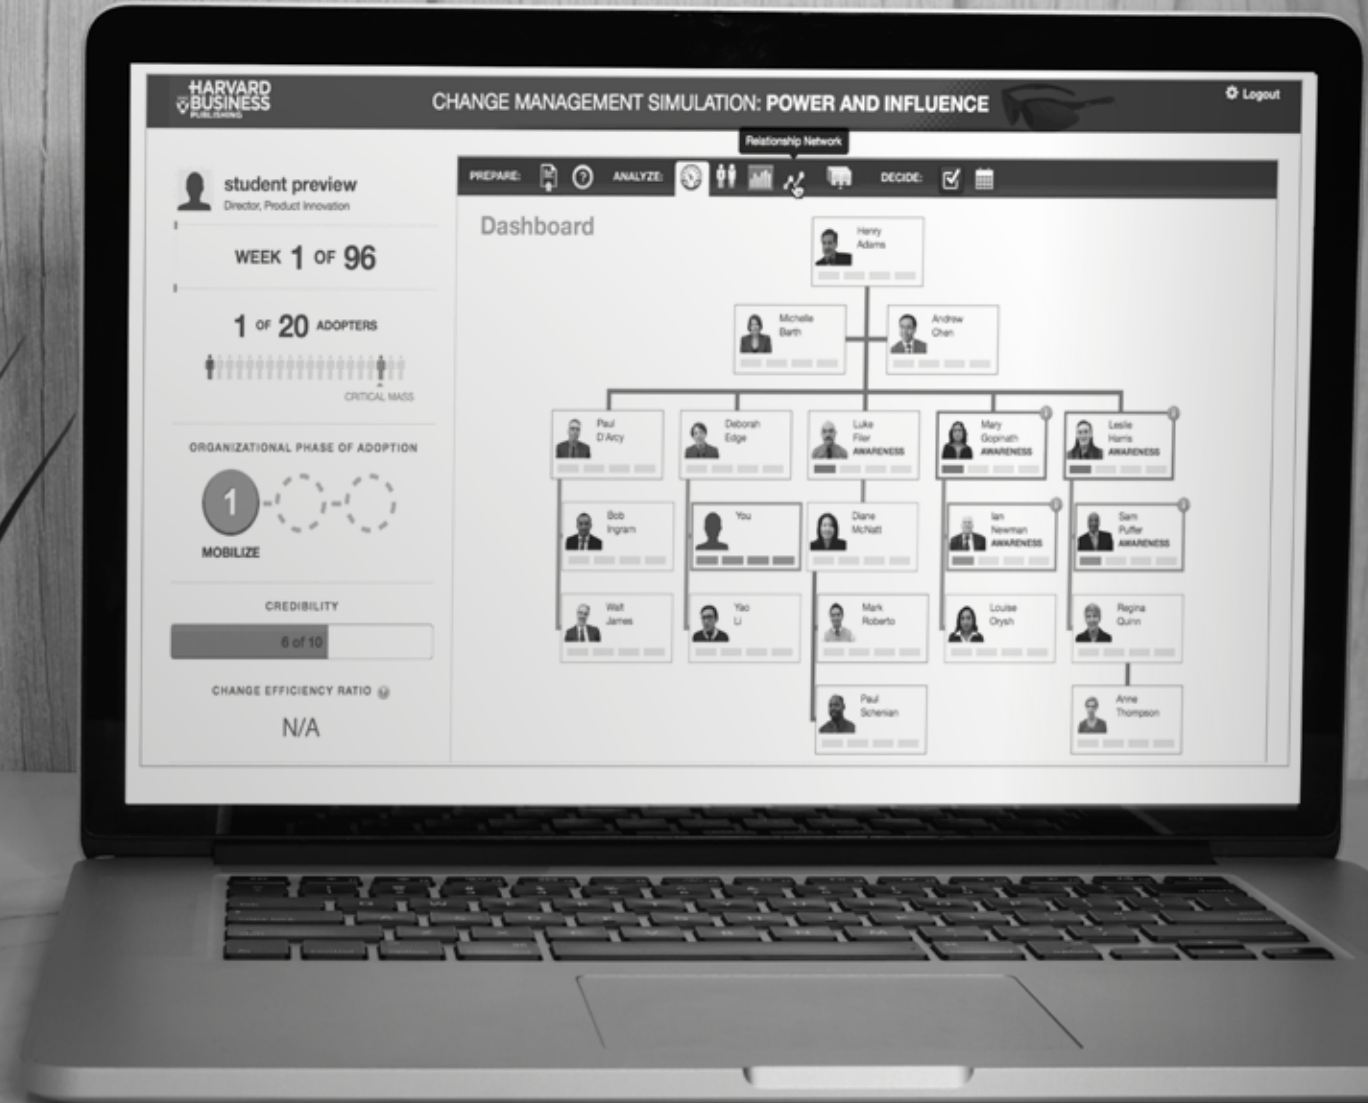 HARVARD
BUSINESS
PUBLISHING
CHANGE MANAGEMENT SIMULATION: POWER AND INFLUENCE
Logout
Relationship Network
PREPARE:
?
ANALYZE:
DECIDE:
student preview
Director, Product Innovation
WEEK 1 OF 96
1 OF 20 ADOPTERS
CRITICAL MASS
ORGANIZATIONAL PHASE OF ADOPTION
1
MOBILIZE
CREDIBILITY
6 of 10
CHANGE EFFICIENCY RATIO
N/A
Dashboard
Henry
Adams
Michelle
Barth
Andrew
Chen
Paul
D'Arcy
Deborah
Edge
Luke
Filer
AWARENESS
Mary
Gopinath
AWARENESS
Leslie
Harris
AWARENESS
Bob
Ingram
You
Diane
McNatt
Ian
Newman
AWARENESS
Sam
Puffer
AWARENESS
Walt
James
Yao
Li
Mark
Roberto
Louise
Orysh
Regina
Quinn
Paul
Schenian
Anne
Thompson